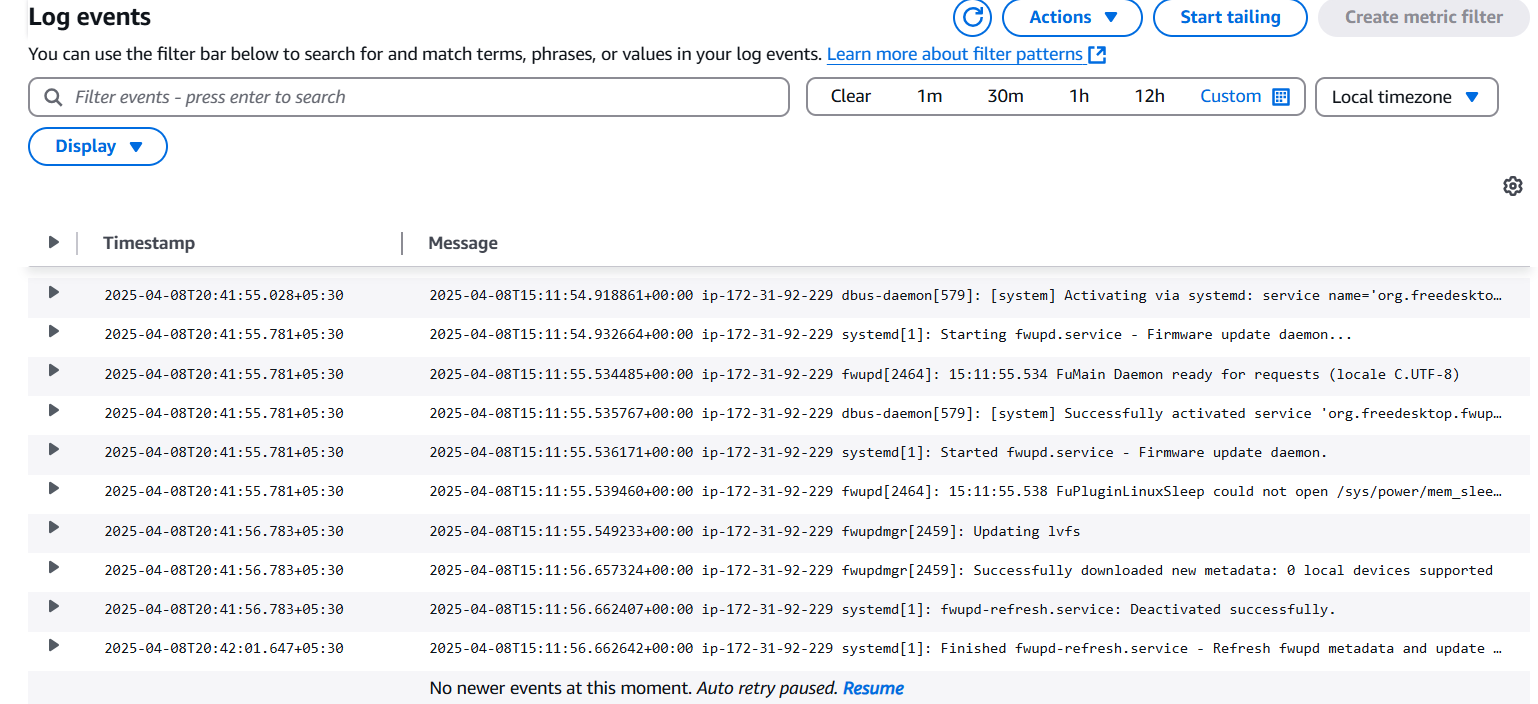 Log events
Actions
Start tailing
Create metric filter
You can use the filter bar below to search for and match terms, phrases, or values in your log events. Learn more about filter patterns
Filter events - press enter to search
Clear 1m 30m 1h 12h Custom
Local timezone
Display
Timestamp Message
2025-04-08T20:41:55.028+05:30 2025-04-08T15:11:54.918861+00:00 ip-172-31-92-229 dbus-daemon[579]: [system] Activating via systemd: service name='org.freedeskto…
2025-04-08T20:41:55.781+05:30 2025-04-08T15:11:54.932664+00:00 ip-172-31-92-229 systemd[1]: Starting fwupd.service - Firmware update daemon...
2025-04-08T20:41:55.781+05:30 2025-04-08T15:11:55.534485+00:00 ip-172-31-92-229 fwupd[2464]: 15:11:55.534 FuMain Daemon ready for requests (locale C.UTF-8)
2025-04-08T20:41:55.781+05:30 2025-04-08T15:11:55.535767+00:00 ip-172-31-92-229 dbus-daemon[579]: [system] Successfully activated service 'org.freedesktop.fwup…
2025-04-08T20:41:55.781+05:30 2025-04-08T15:11:55.536171+00:00 ip-172-31-92-229 systemd[1]: Started fwupd.service - Firmware update daemon.
2025-04-08T20:41:55.781+05:30 2025-04-08T15:11:55.539460+00:00 ip-172-31-92-229 fwupd[2464]: 15:11:55.538 FuPluginLinuxSleep could not open /sys/power/mem_slee…
2025-04-08T20:41:56.783+05:30 2025-04-08T15:11:55.549233+00:00 ip-172-31-92-229 fwupdmgr[2459]: Updating lvfs
2025-04-08T20:41:56.783+05:30 2025-04-08T15:11:56.657324+00:00 ip-172-31-92-229 fwupdmgr[2459]: Successfully downloaded new metadata: 0 local devices supported
2025-04-08T20:41:56.783+05:30 2025-04-08T15:11:56.662407+00:00 ip-172-31-92-229 systemd[1]: fwupd-refresh.service: Deactivated successfully.
2025-04-08T20:42:01.647+05:30 2025-04-08T15:11:56.662642+00:00 ip-172-31-92-229 systemd[1]: Finished fwupd-refresh.service - Refresh fwupd metadata and update …
No newer events at this moment. Auto retry paused. Resume